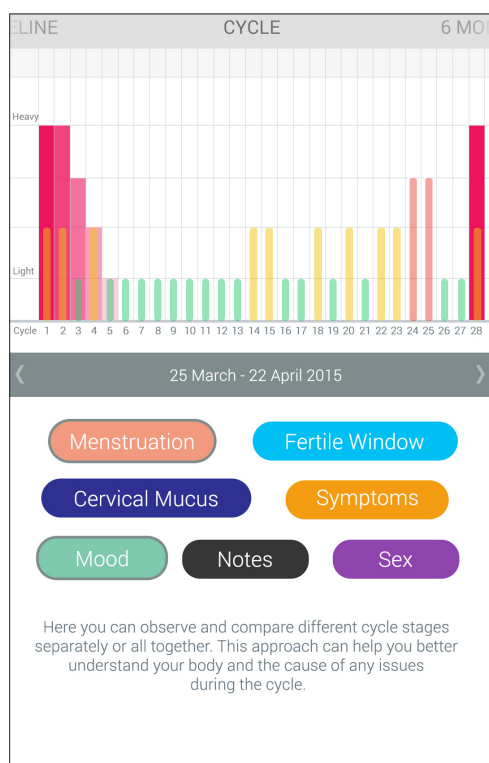 ELINE CYCLE 6 MO
Heavy
Light
Cycle 1 2 3 4 5 6 7 8 9 10 11 12 13 14 15 16 17 18 19 20 21 22 23 24 25 26 27 28
25 March - 22 April 2015
Menstruation Fertile Window
Cervical Mucus Symptoms
Mood Notes Sex
Here you can observe and compare different cycle stages
separately or all together. This approach can help you better
understand your body and the cause of any issues
during the cycle.